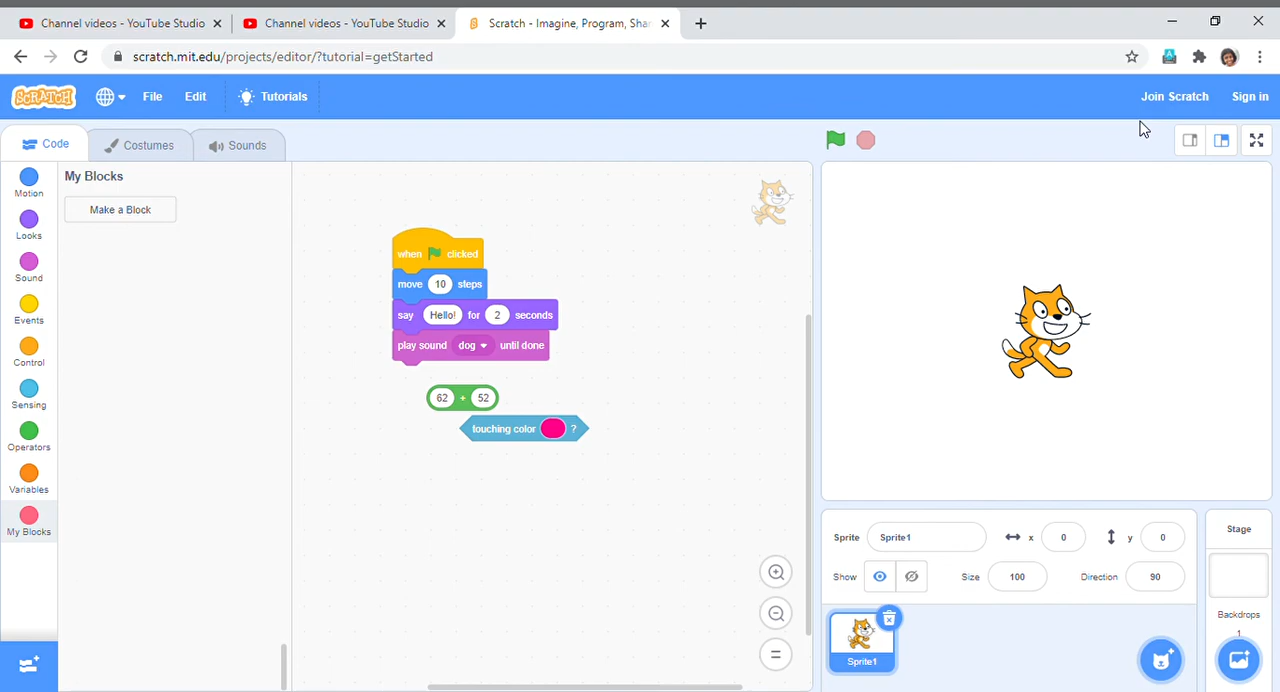 Channel videos - YouTube Studio
Channel videos - YouTube Studio
Scratch - Imagine, Program, Shar
scratch.mit.edu/projects/editor/?tutorial=getStarted
SCRATCH
File
Edit
Tutorials
Join Scratch
Sign in
Code
Costumes
Sounds
Motion
Looks
Sound
Events
Control
Sensing
Operators
Variables
My Blocks
My Blocks
Make a Block
when clicked
move 10 steps
say Hello! for 2 seconds
play sound dog until done
62 + 52
touching color ?
Sprite Sprite1 x 0 y 0
Show Size 100 Direction 90
Sprite1
Stage
Backdrops
1